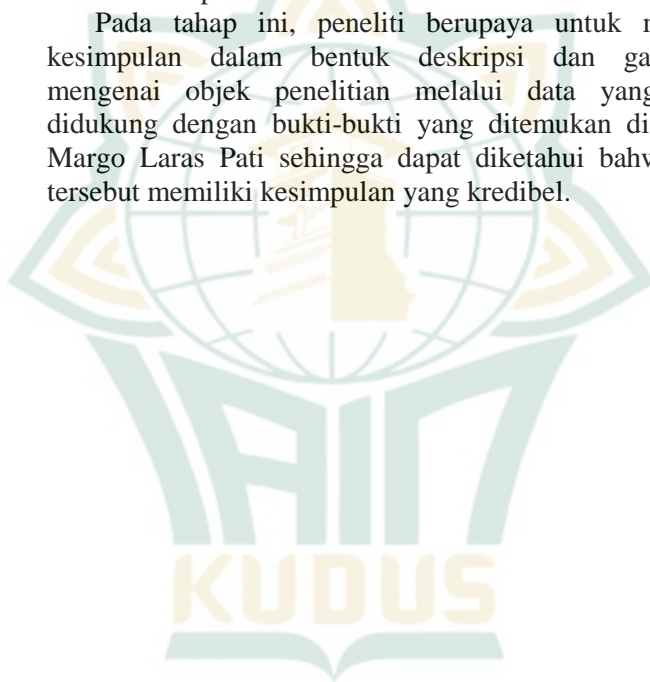 Pada tahap ini, peneliti berupaya untuk
kesimpulan dalam bentuk deskripsi dan
mengenai objek penelitian melalui data yang
didukung dengan bukti-bukti yang ditemukan di
Margo Laras Pati sehingga dapat diketahui
tersebut memiliki kesimpulan yang kredibel.
IAIN
KUDUS